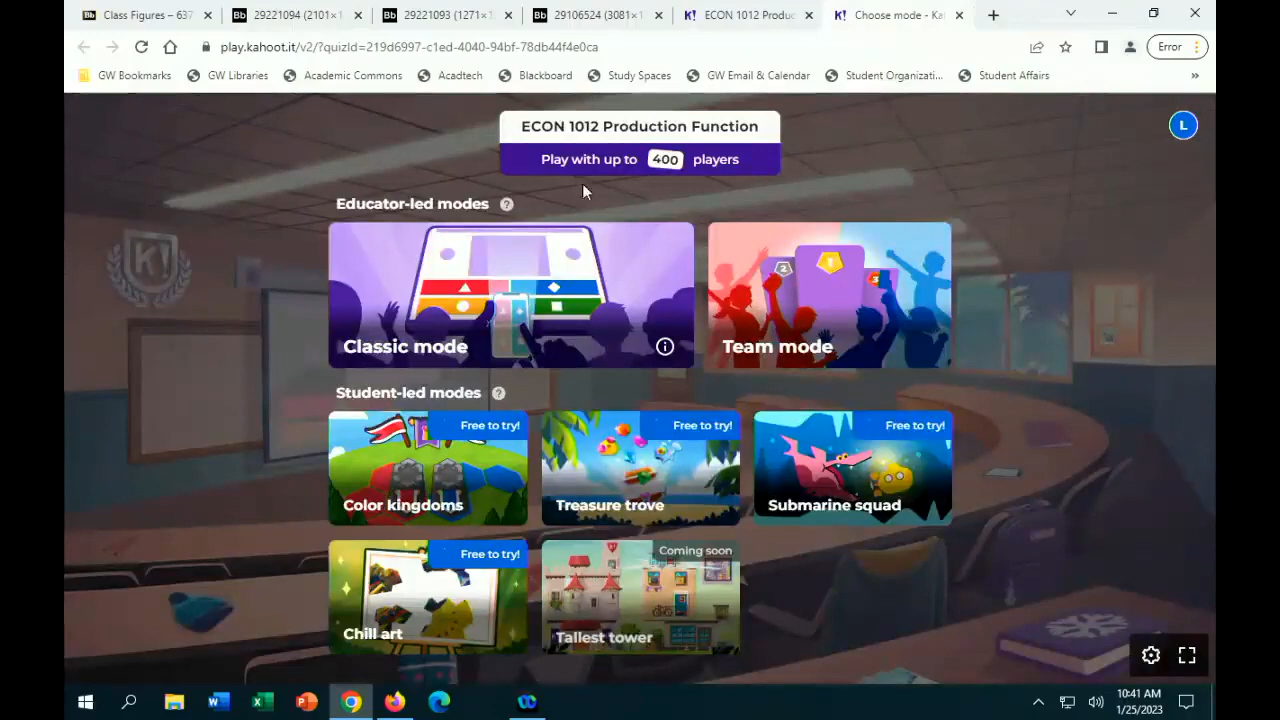 Class Figures – 637
29221094 (2101×1
29221093 (1271×1
29106524 (3081×1
ECON 1012 Produc
Choose mode - Ka
play.kahoot.it/v2/?quizId=219d6997-c1ed-4040-94bf-78db44f4e0ca
Error
GW Bookmarks
GW Libraries
Academic Commons
Acadtech
Blackboard
Study Spaces
GW Email & Calendar
Student Organizati...
Student Affairs
»
ECON 1012 Production Function
Play with up to 400 players
L
K!
Educator-led modes ?
Classic mode
Team mode
Student-led modes ?
Free to try!
Color kingdoms
Free to try!
Treasure trove
Free to try!
Submarine squad
Free to try!
Chill art
Coming soon
Tallest tower
10:41 AM
1/25/2023